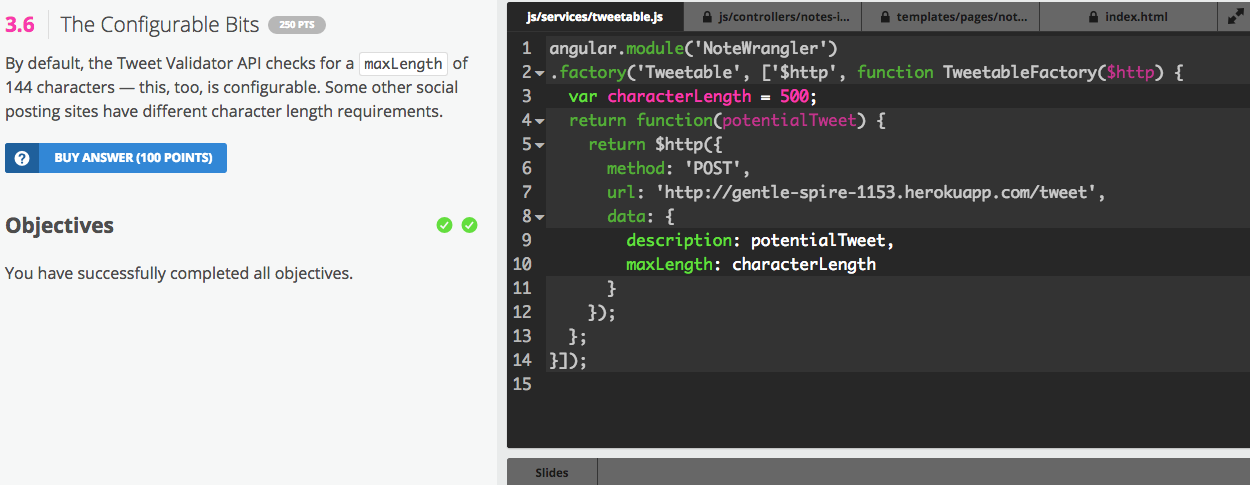 3.6 The Configurable Bits 250 PTS
By default, the Tweet Validator API checks for a maxLength of
144 characters — this, too, is configurable. Some other social
posting sites have different character length requirements.
? BUY ANSWER (100 POINTS)
Objectives
You have successfully completed all objectives.
js/services/tweetable.js js/controllers/notes-i... templates/pages/not... index.html
1 angular.module('NoteWrangler')
2 .factory('Tweetable', ['$http', function TweetableFactory($http) {
3 var characterLength = 500;
4 return function(potentialTweet) {
5 return $http({
6 method: 'POST',
7 url: 'http://gentle-spire-1153.herokuapp.com/tweet',
8 data: {
9 description: potentialTweet,
10 maxLength: characterLength
11 }
12 });
13 };
14 }]);
15
Slides